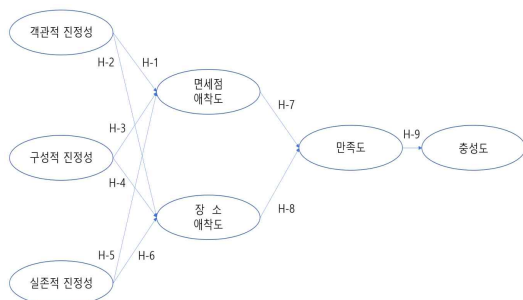 객관적 진정성
H-2
H-1
면세점
애착도
H-7
H-3
구성적 진정성
만족도
H-9
충성도
H-4
장 소
애착도
H-8
H-5
H-6
실존적 진정성